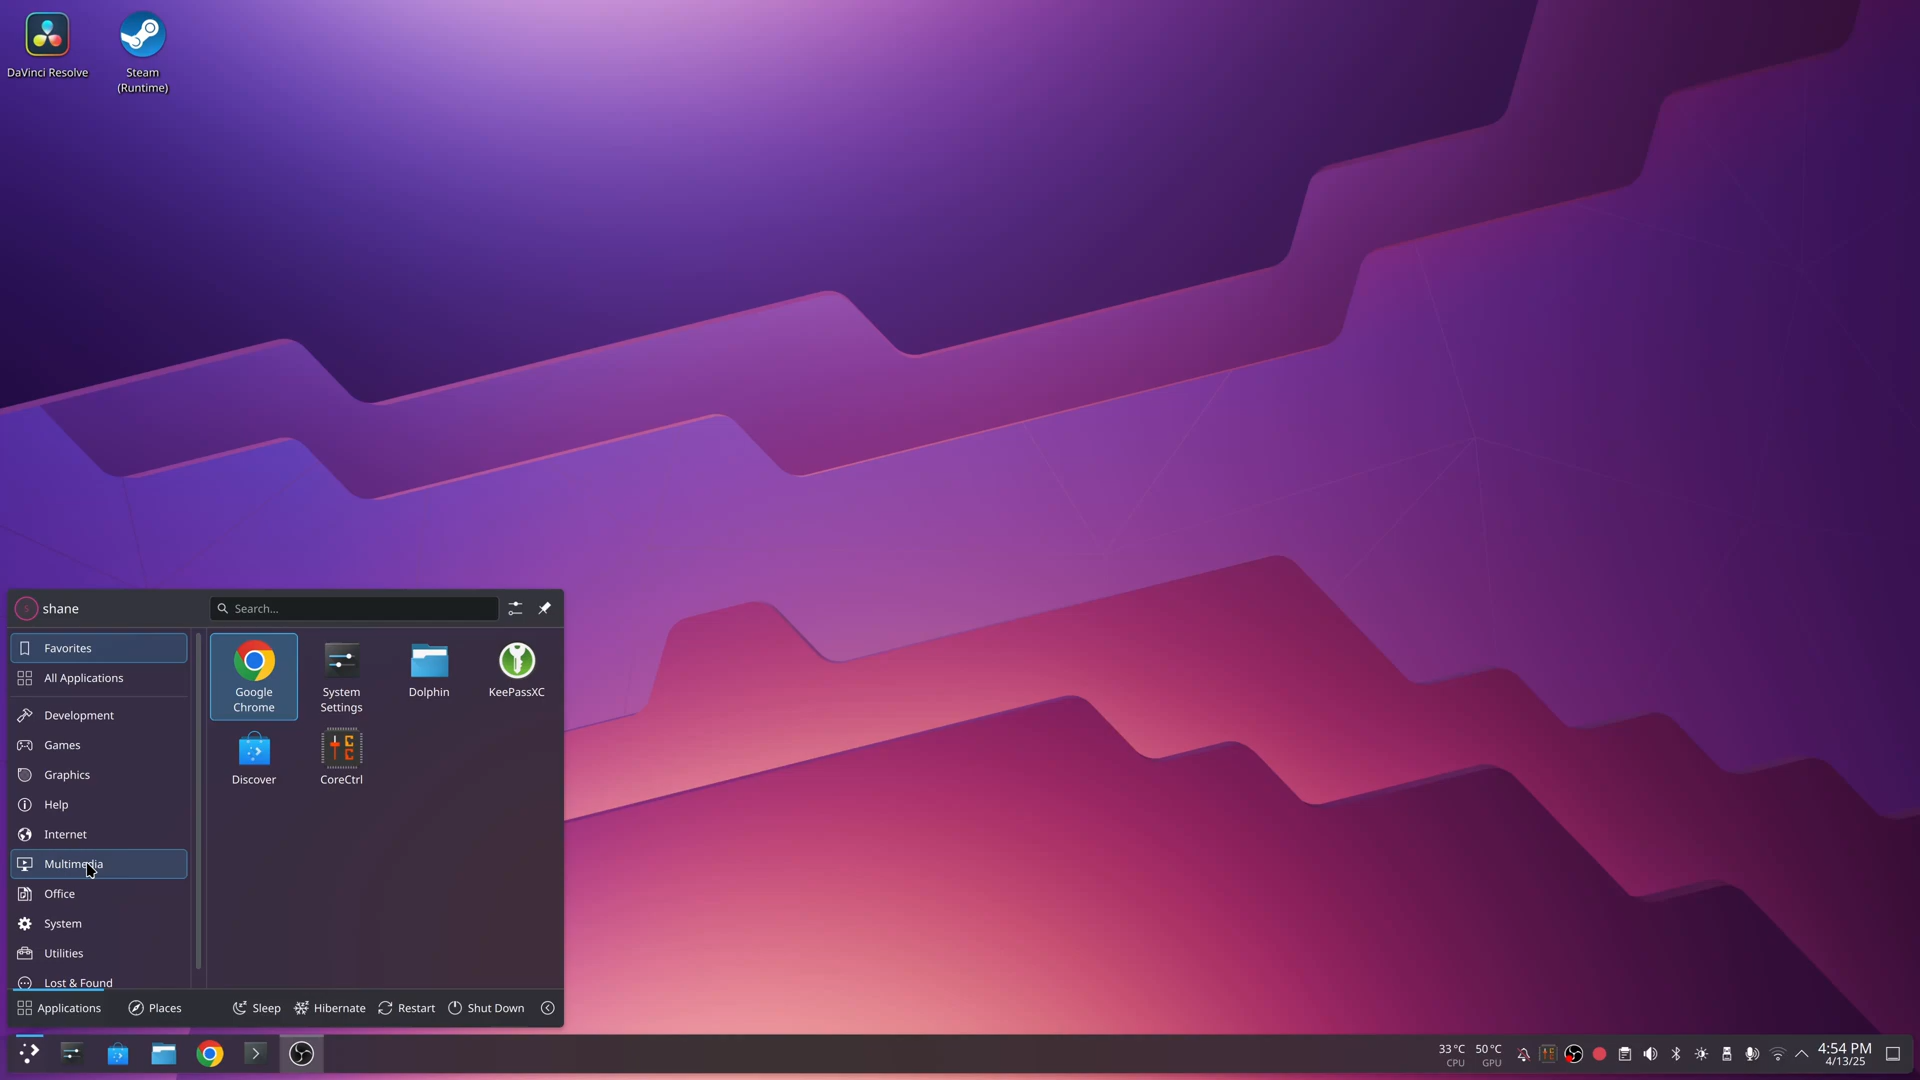 DaVinci Resolve
Steam
(Runtime)
shane
Search...
Favorites
All Applications
Development
Games
Graphics
Help
Internet
Multimedia
Office
System
Utilities
Lost & Found
Google
Chrome
System
Settings
Dolphin
KeePassXC
Discover
CoreCtrl
Applications
Places
Sleep
Hibernate
Restart
Shut Down
33°C
CPU
50°C
GPU
4:54 PM
4/13/25